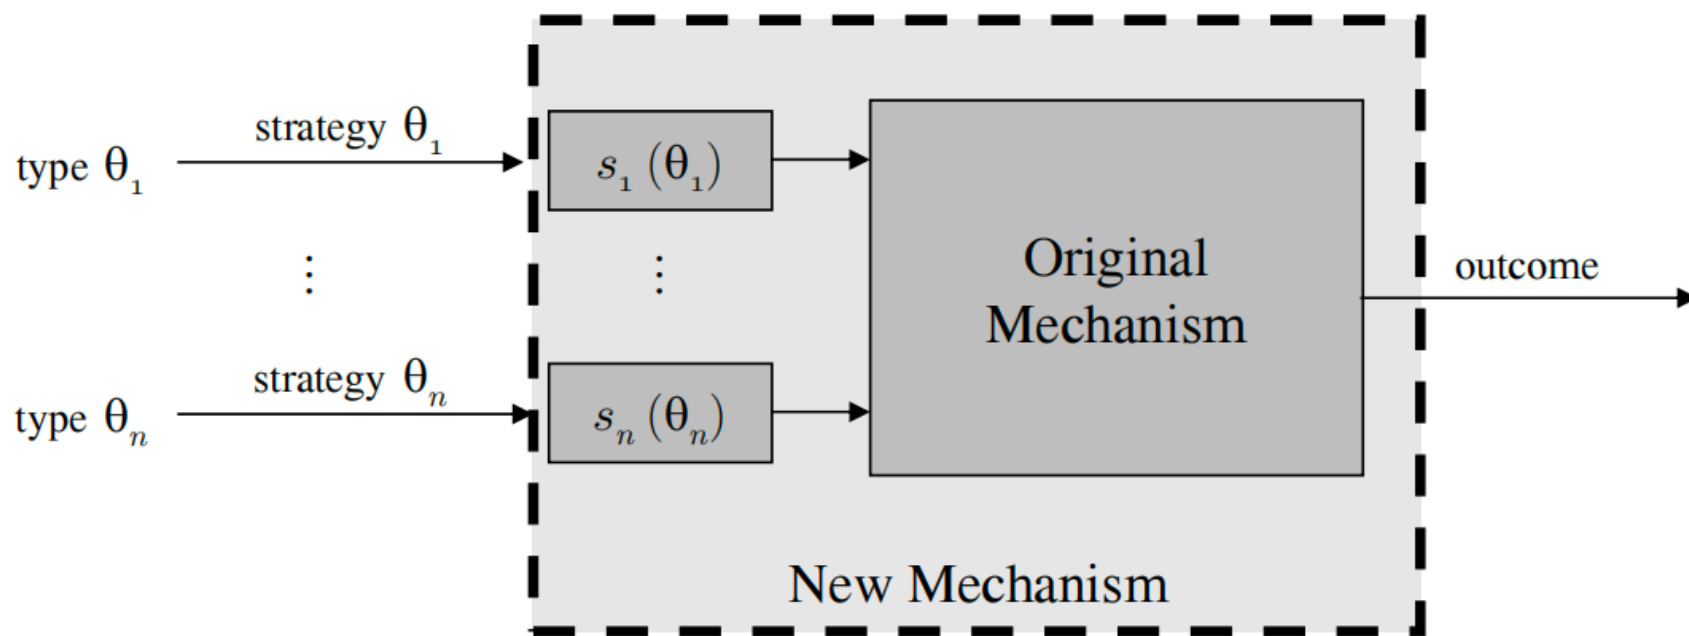 strategy θ₁
type θ₁
s₁ (θ₁)
⋮ ⋮
Original
Mechanism
outcome
strategy θₙ
type θₙ
sₙ (θₙ)
New Mechanism